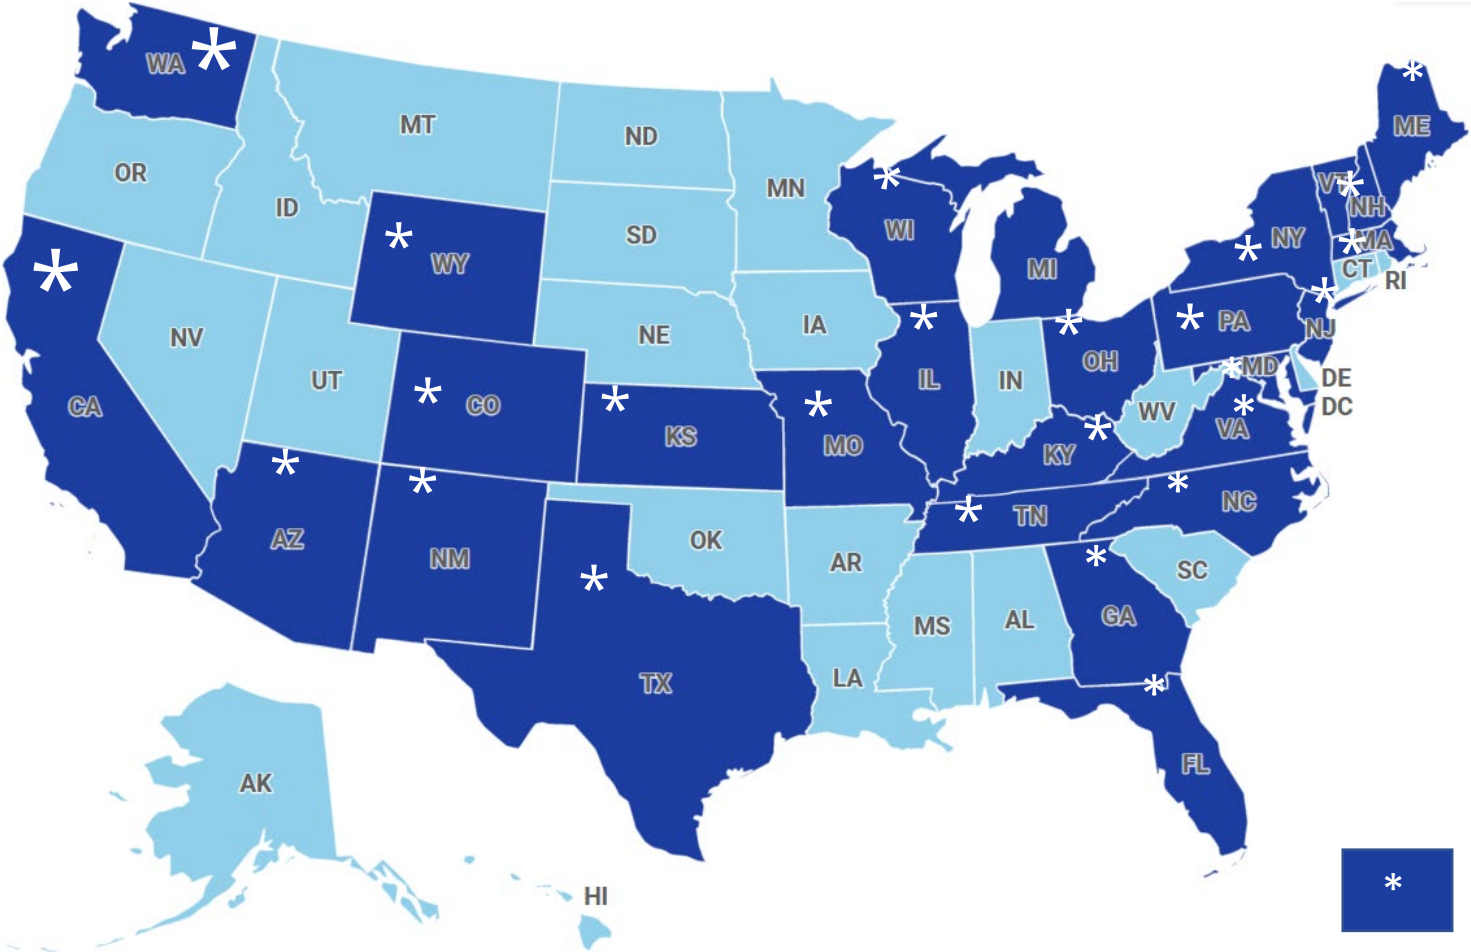 WA *
ME *
MT
ND
OR
MN
VT *
ID
NH
WI *
SD
WY *
NY *
MA *
CA *
MI
CT
RI
NV
NE
IA
IL *
OH *
PA *
NJ *
UT
CO *
KS *
MO *
IN
MD *
DE
DC
WV
VA *
KY *
AZ *
NM *
OK
TN *
NC *
TX *
AR
SC
GA *
MS
AL
LA
FL *
AK
HI
*